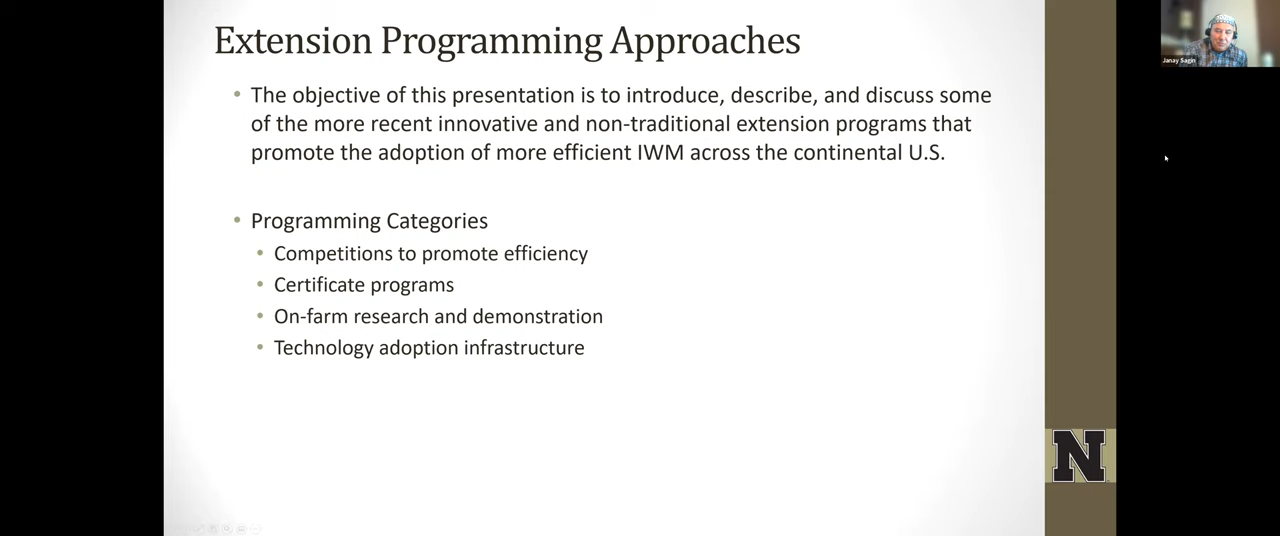 Extension Programming Approaches
Janay Sagin
• The objective of this presentation is to introduce, describe, and discuss some
of the more recent innovative and non-traditional extension programs that
promote the adoption of more efficient IWM across the continental U.S.
• Programming Categories
• Competitions to promote efficiency
• Certificate programs
• On-farm research and demonstration
• Technology adoption infrastructure
N